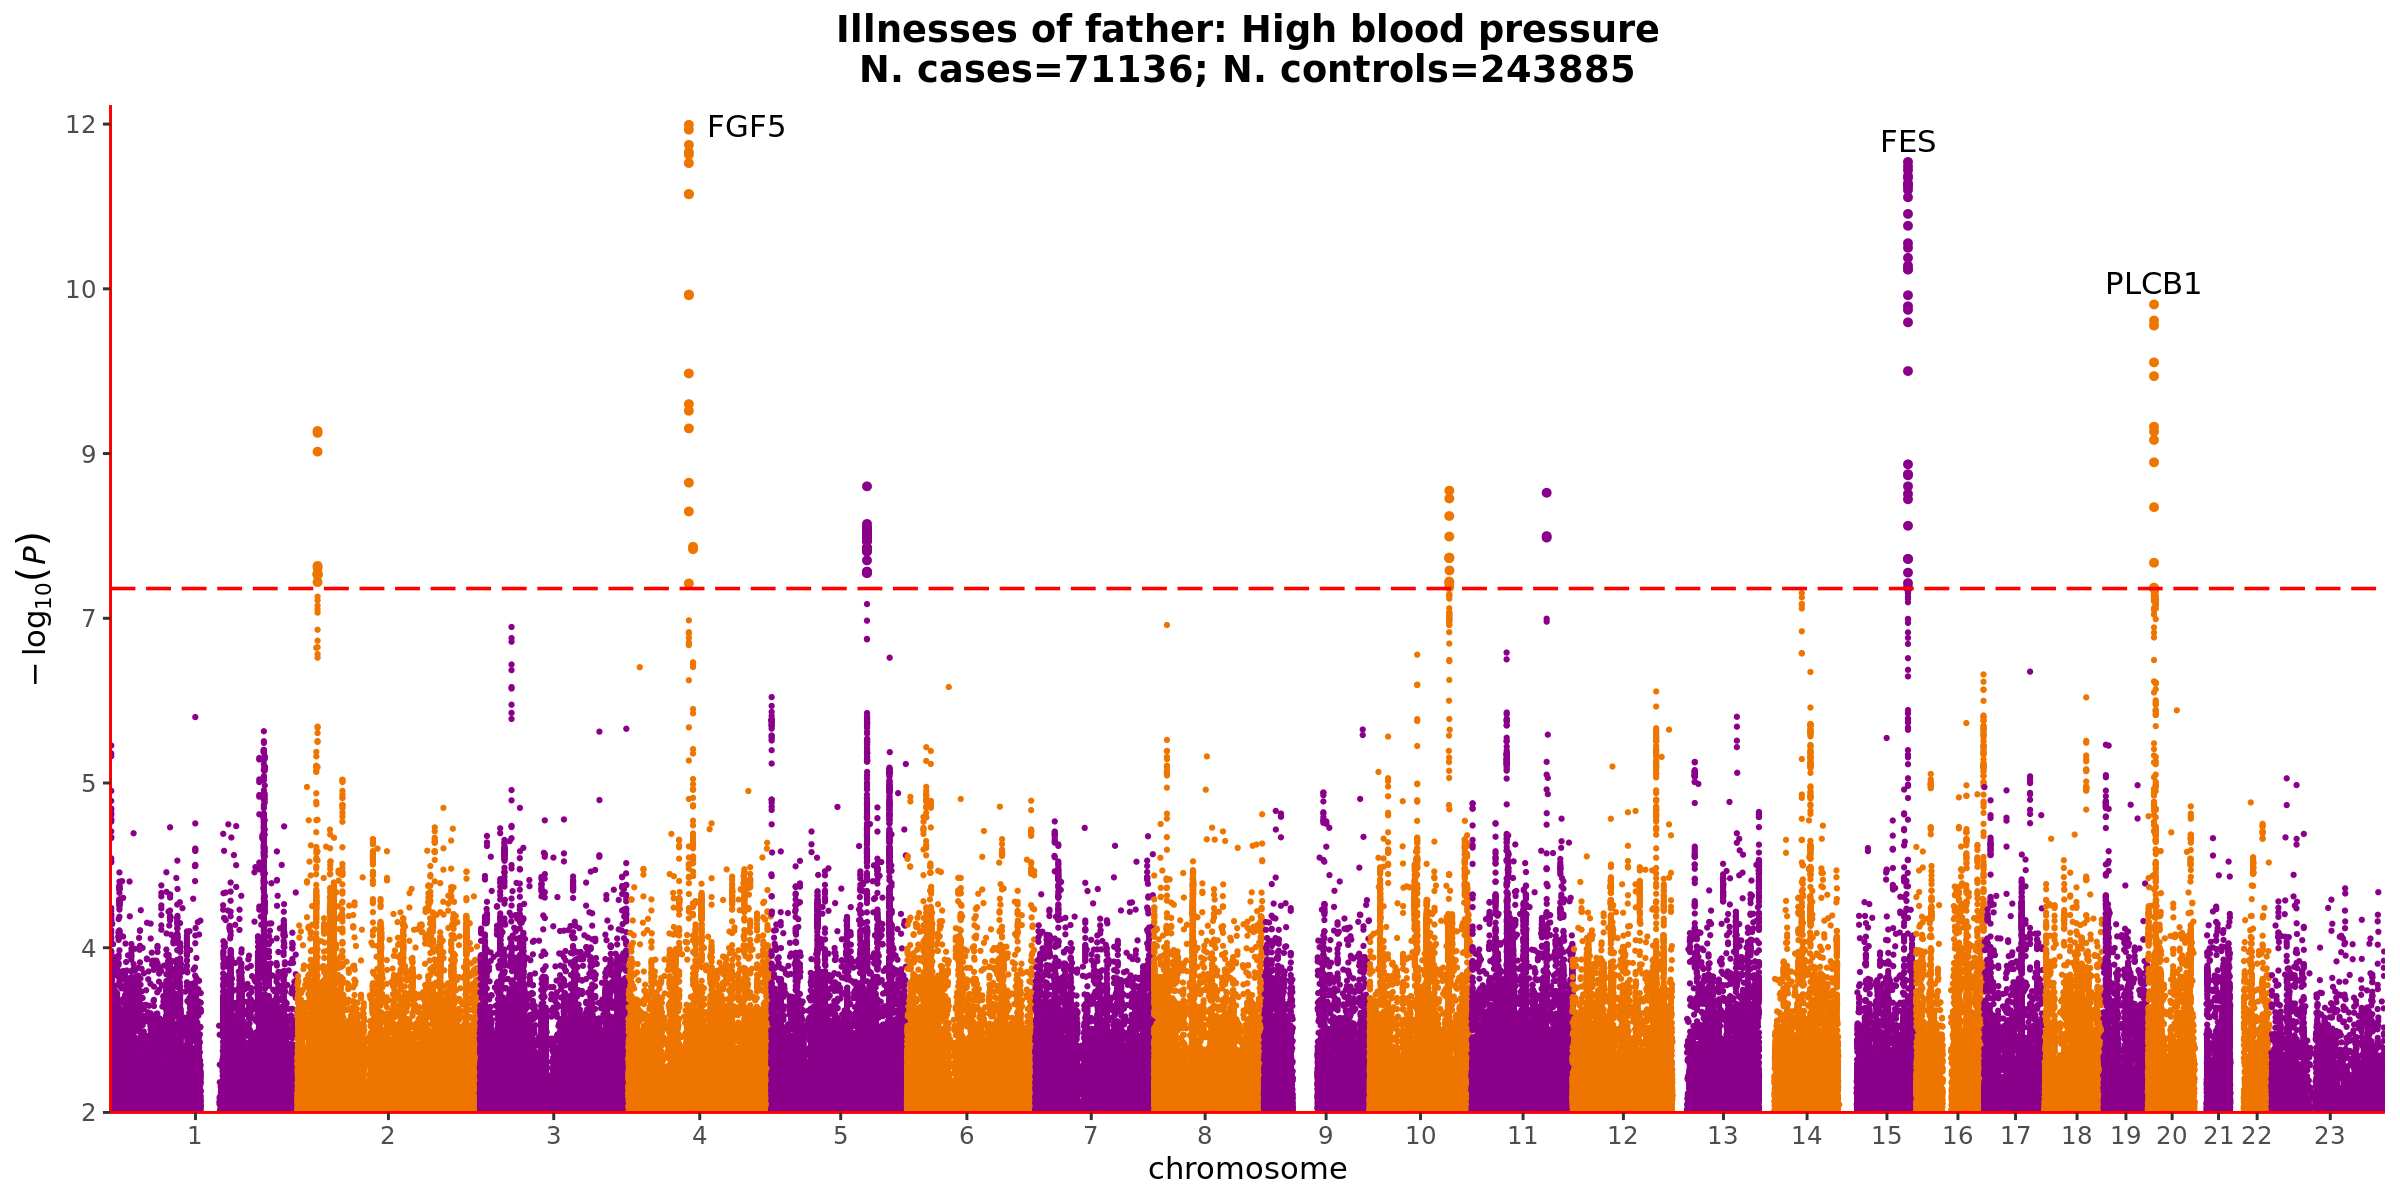 Illnesses of father: High blood pressure
N. cases=71136; N. controls=243885
12
10
9
7
5
4
2
−log10(P)
FGF5
FES
PLCB1
1 2 3 4 5 6 7 8 9 10 11 12 13 14 15 16 17 18 19 20 21 22 23
chromosome